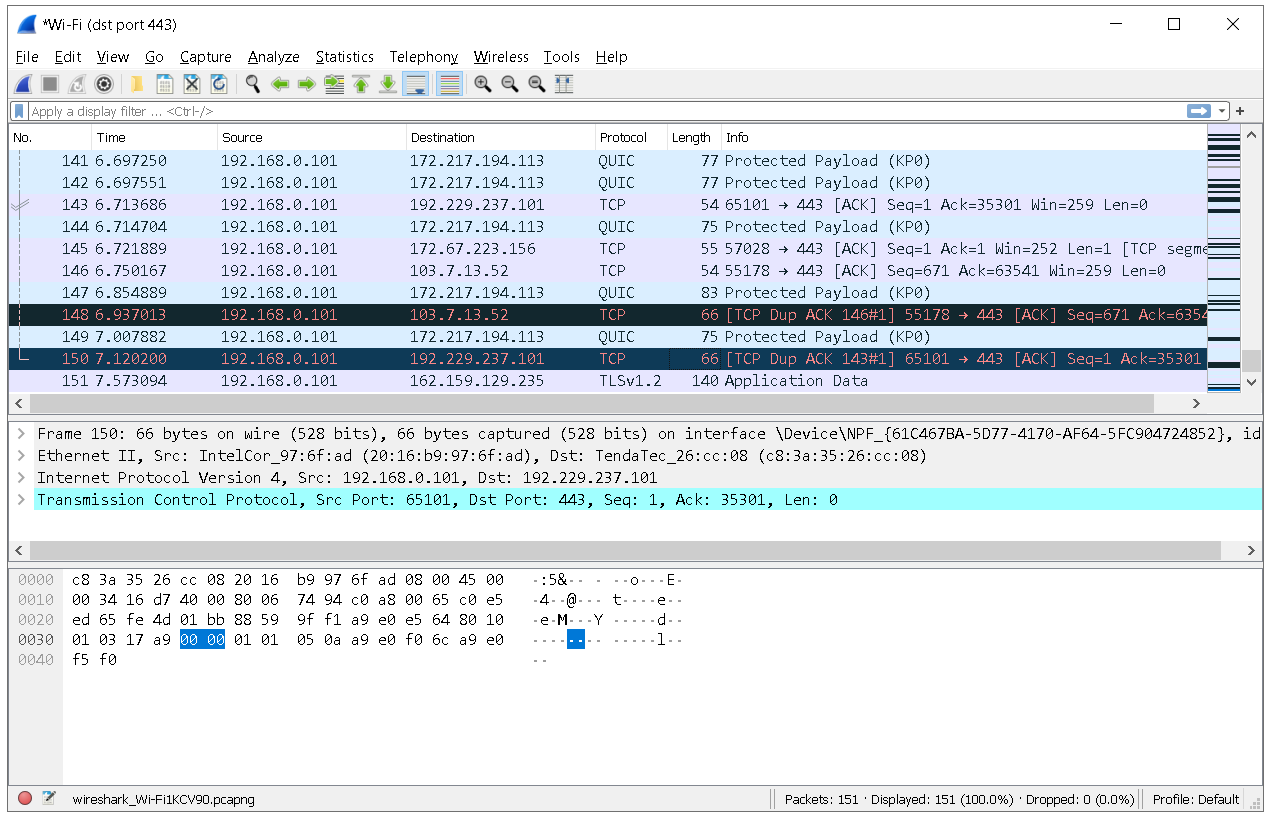 *Wi-Fi (dst port 443)
File Edit View Go Capture Analyze Statistics Telephony Wireless Tools Help
Apply a display filter ... <Ctrl-/>
No. Time Source Destination Protocol Length Info
141 6.697250 192.168.0.101 172.217.194.113 QUIC 77 Protected Payload (KP0)
142 6.697551 192.168.0.101 172.217.194.113 QUIC 77 Protected Payload (KP0)
143 6.713686 192.168.0.101 192.229.237.101 TCP 54 65101 → 443 [ACK] Seq=1 Ack=35301 Win=259 Len=0
144 6.714704 192.168.0.101 172.217.194.113 QUIC 75 Protected Payload (KP0)
145 6.721889 192.168.0.101 172.67.223.156 TCP 55 57028 → 443 [ACK] Seq=1 Ack=1 Win=252 Len=1 [TCP segme
146 6.750167 192.168.0.101 103.7.13.52 TCP 54 55178 → 443 [ACK] Seq=671 Ack=63541 Win=259 Len=0
147 6.854889 192.168.0.101 172.217.194.113 QUIC 83 Protected Payload (KP0)
148 6.937013 192.168.0.101 103.7.13.52 TCP 66 [TCP Dup ACK 146#1] 55178 → 443 [ACK] Seq=671 Ack=6354
149 7.007882 192.168.0.101 172.217.194.113 QUIC 75 Protected Payload (KP0)
150 7.120200 192.168.0.101 192.229.237.101 TCP 66 [TCP Dup ACK 143#1] 65101 → 443 [ACK] Seq=1 Ack=35301
151 7.573094 192.168.0.101 162.159.129.235 TLSv1.2 140 Application Data
Frame 150: 66 bytes on wire (528 bits), 66 bytes captured (528 bits) on interface \Device\NPF_{61C467BA-5D77-4170-AF64-5FC904724852}, id
Ethernet II, Src: IntelCor_97:6f:ad (20:16:b9:97:6f:ad), Dst: TendaTec_26:cc:08 (c8:3a:35:26:cc:08)
Internet Protocol Version 4, Src: 192.168.0.101, Dst: 192.229.237.101
Transmission Control Protocol, Src Port: 65101, Dst Port: 443, Seq: 1, Ack: 35301, Len: 0
0000 c8 3a 35 26 cc 08 20 16 b9 97 6f ad 08 00 45 00 ·:5&·· · ··o···E·
0010 00 34 16 d7 40 00 80 06 74 94 c0 a8 00 65 c0 e5 ·4··@··· t····e··
0020 ed 65 fe 4d 01 bb 88 59 9f f1 a9 e0 e5 64 80 10 ·e·M···Y ·····d··
0030 01 03 17 a9 00 00 01 01 05 0a a9 e0 f0 6c a9 e0 ········ ·····l··
0040 f5 f0 ··
wireshark_Wi-Fi1KCV90.pcapng Packets: 151 · Displayed: 151 (100.0%) · Dropped: 0 (0.0%) Profile: Default